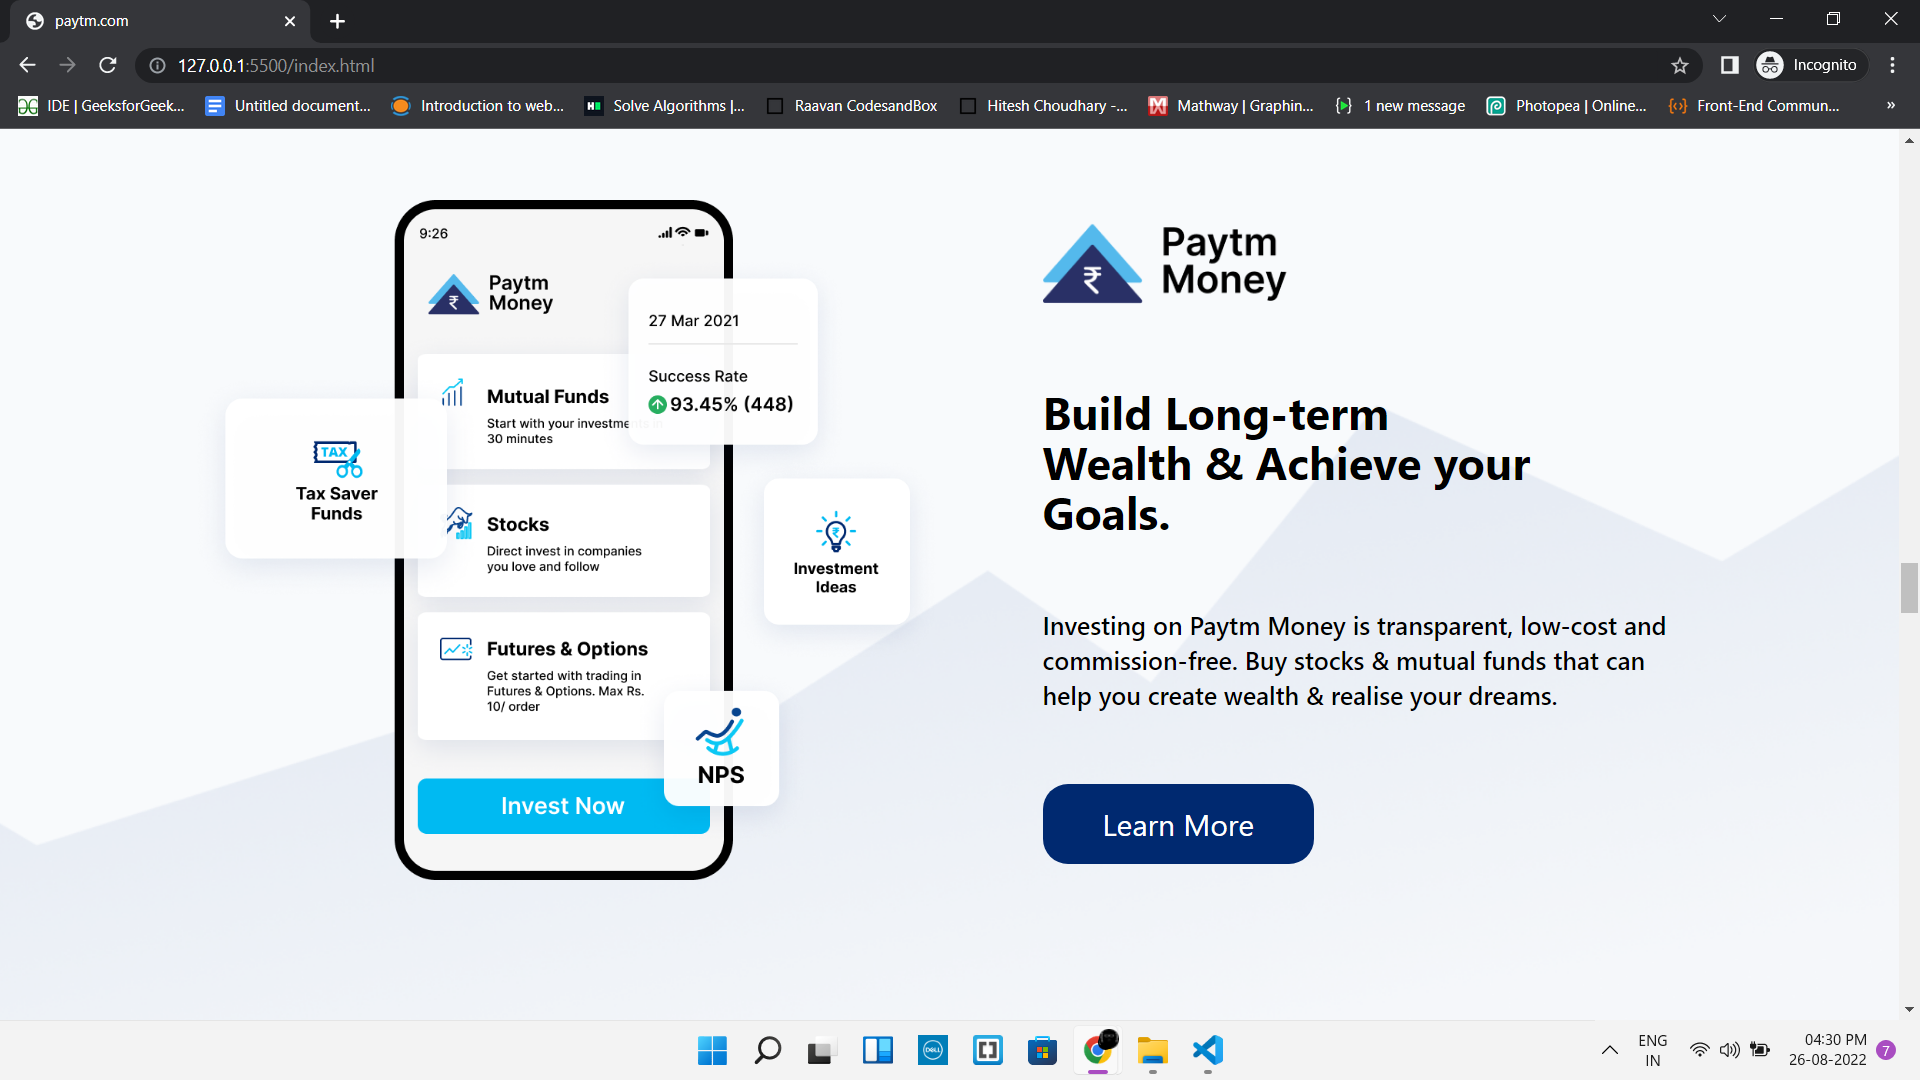 paytm.com
127.0.0.1:5500/index.html
Incognito
IDE | GeeksforGeek...
Untitled document...
Introduction to web...
Solve Algorithms |...
Raavan CodesandBox
Hitesh Choudhary -...
Mathway | Graphin...
1 new message
Photopea | Online...
Front-End Commun...
»
9:26
Paytm
Money
27 Mar 2021
Success Rate
93.45% (448)
Mutual Funds
Start with your investments in
30 minutes
TAX
Tax Saver
Funds
Stocks
Direct invest in companies
you love and follow
Investment
Ideas
Futures & Options
Get started with trading in
Futures & Options. Max Rs.
10/ order
NPS
Invest Now
Paytm
Money
Build Long-term
Wealth & Achieve your
Goals.
Investing on Paytm Money is transparent, low-cost and
commission-free. Buy stocks & mutual funds that can
help you create wealth & realise your dreams.
Learn More
DELL
ENG
IN
04:30 PM
26-08-2022
7